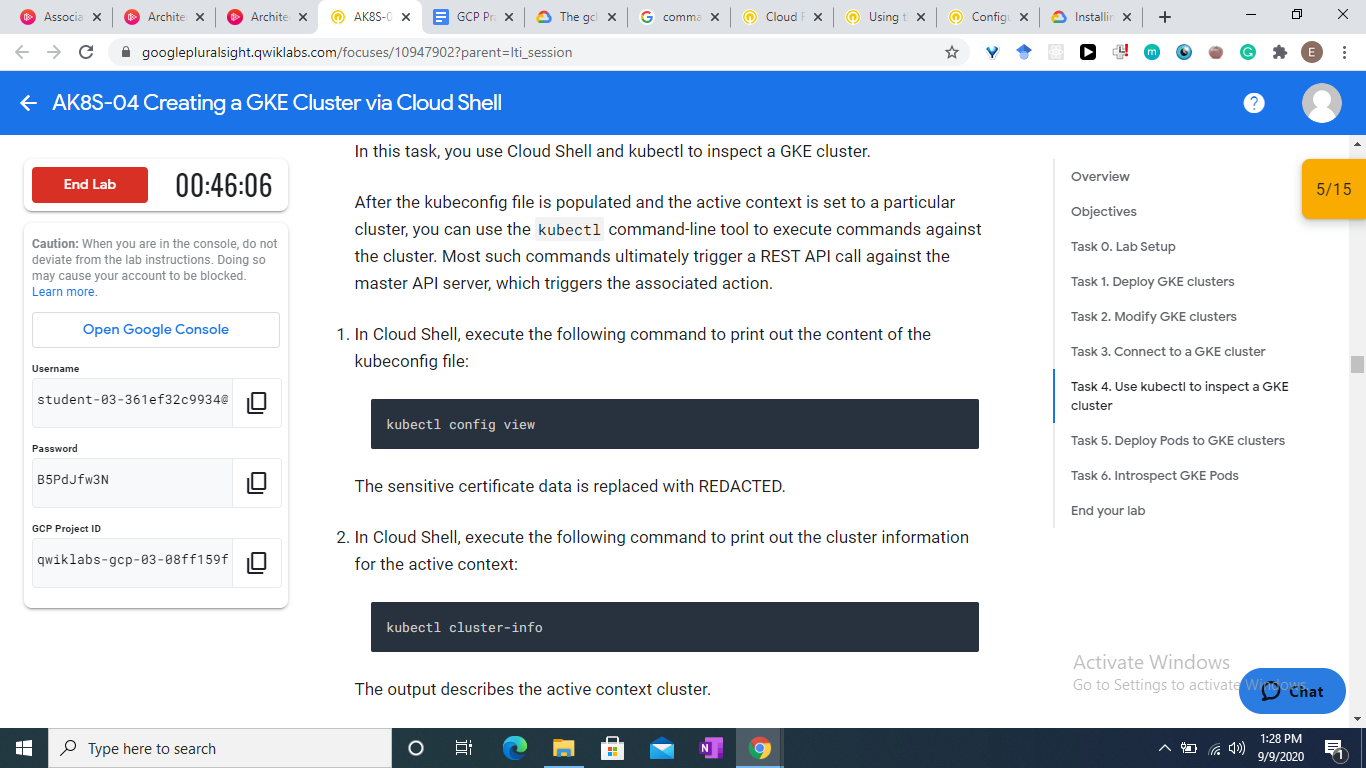 Associa
Archite
Archite
AK8S-0
GCP Pr
The gcl
comma
Cloud F
Using t
Configu
Installin
googlepluralsight.qwiklabs.com/focuses/10947902?parent=lti_session
E
AK8S-04 Creating a GKE Cluster via Cloud Shell
End Lab
00:46:06
Caution: When you are in the console, do not
deviate from the lab instructions. Doing so
may cause your account to be blocked.
Learn more.
Open Google Console
Username
student-03-361ef32c9934@
Password
B5PdJfw3N
GCP Project ID
qwiklabs-gcp-03-08ff159f
In this task, you use Cloud Shell and kubectl to inspect a GKE cluster.
After the kubeconfig file is populated and the active context is set to a particular
cluster, you can use the kubectl command-line tool to execute commands against
the cluster. Most such commands ultimately trigger a REST API call against the
master API server, which triggers the associated action.
1. In Cloud Shell, execute the following command to print out the content of the
kubeconfig file:
kubectl config view
The sensitive certificate data is replaced with REDACTED.
2. In Cloud Shell, execute the following command to print out the cluster information
for the active context:
kubectl cluster-info
The output describes the active context cluster.
Overview
Objectives
Task 0. Lab Setup
Task 1. Deploy GKE clusters
Task 2. Modify GKE clusters
Task 3. Connect to a GKE cluster
Task 4. Use kubectl to inspect a GKE
cluster
Task 5. Deploy Pods to GKE clusters
Task 6. Introspect GKE Pods
End your lab
5/15
Activate Windows
Go to Settings to activate Windows.
Chat
Type here to search
1:28 PM
9/9/2020
1